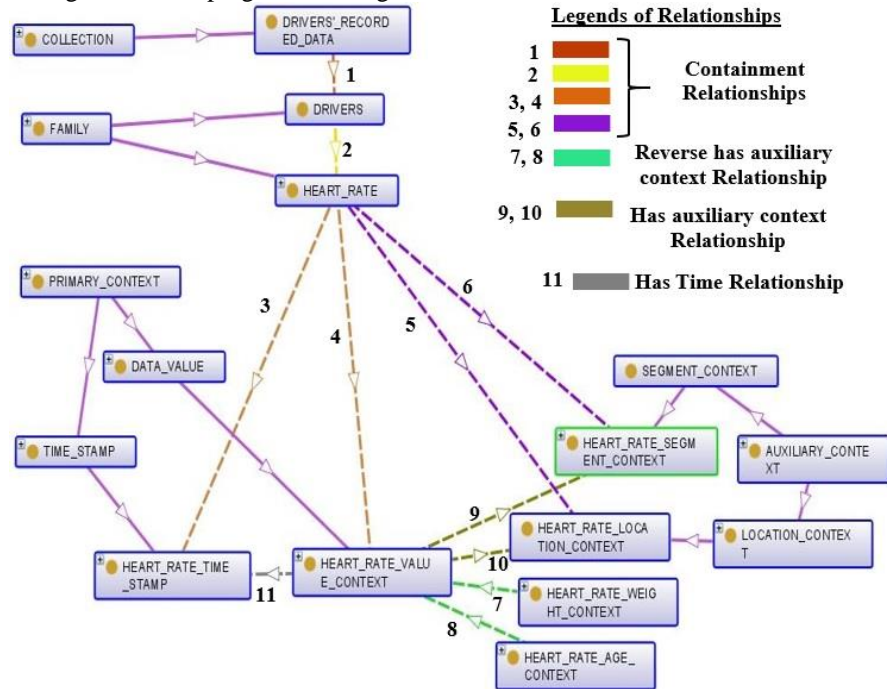 Legends of Relationships
COLLECTION
DRIVERS'_RECORD
ED_DATA
1
1
2
3, 4
5, 6
Containment
Relationships
FAMILY
DRIVERS
2
HEART_RATE
7, 8
Reverse has auxiliary
context Relationship
9, 10
Has auxiliary context
Relationship
11
Has Time Relationship
PRIMARY_CONTEXT
3
4
5
6
DATA_VALUE
SEGMENT_CONTEXT
TIME_STAMP
HEART_RATE_SEGM
ENT_CONTEXT
AUXILIARY_CONTE
XT
9
HEART_RATE_LOCA
TION_CONTEXT
LOCATION_CONTEX
T
HEART_RATE_TIME
_STAMP
11
HEART_RATE_VALU
E_CONTEXT
10
7
HEART_RATE_WEIG
HT_CONTEXT
8
HEART_RATE_AGE_
CONTEXT